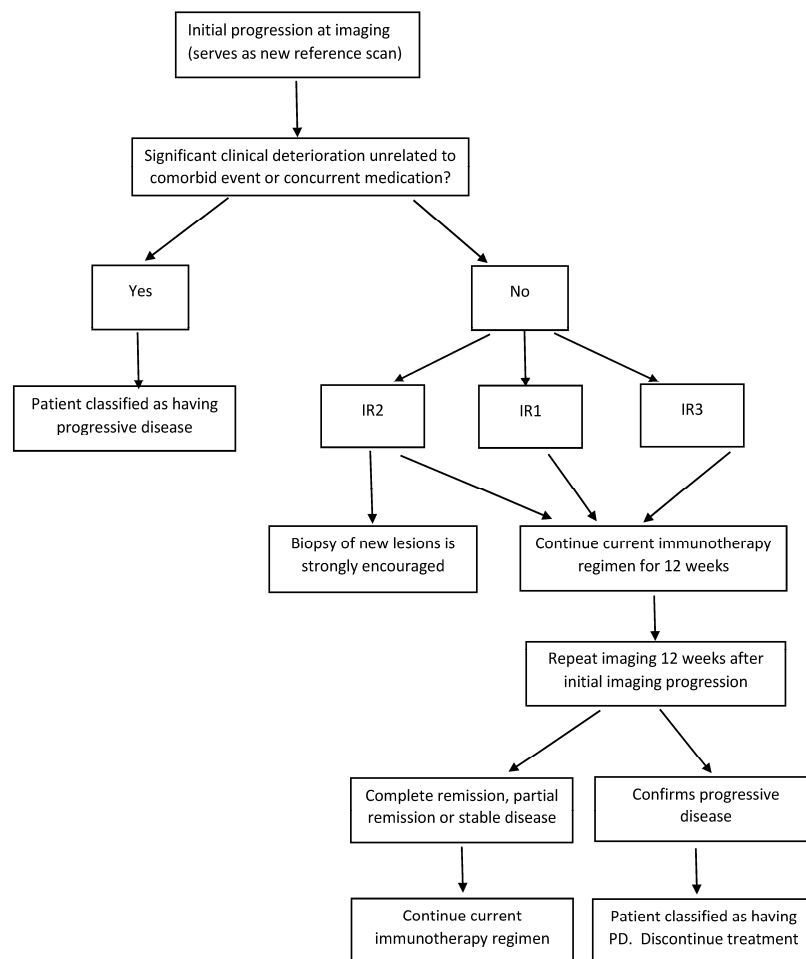 Initial progression at imaging
(serves as new reference scan)
Significant clinical deterioration unrelated to
comorbid event or concurrent medication?
Yes
No
Patient classified as having
progressive disease
IR2
IR1
IR3
Biopsy of new lesions is
strongly encouraged
Continue current immunotherapy
regimen for 12 weeks
Repeat imaging 12 weeks after
initial imaging progression
Complete remission, partial
remission or stable disease
Confirms progressive
disease
Continue current
immunotherapy regimen
Patient classified as having
PD. Discontinue treatment